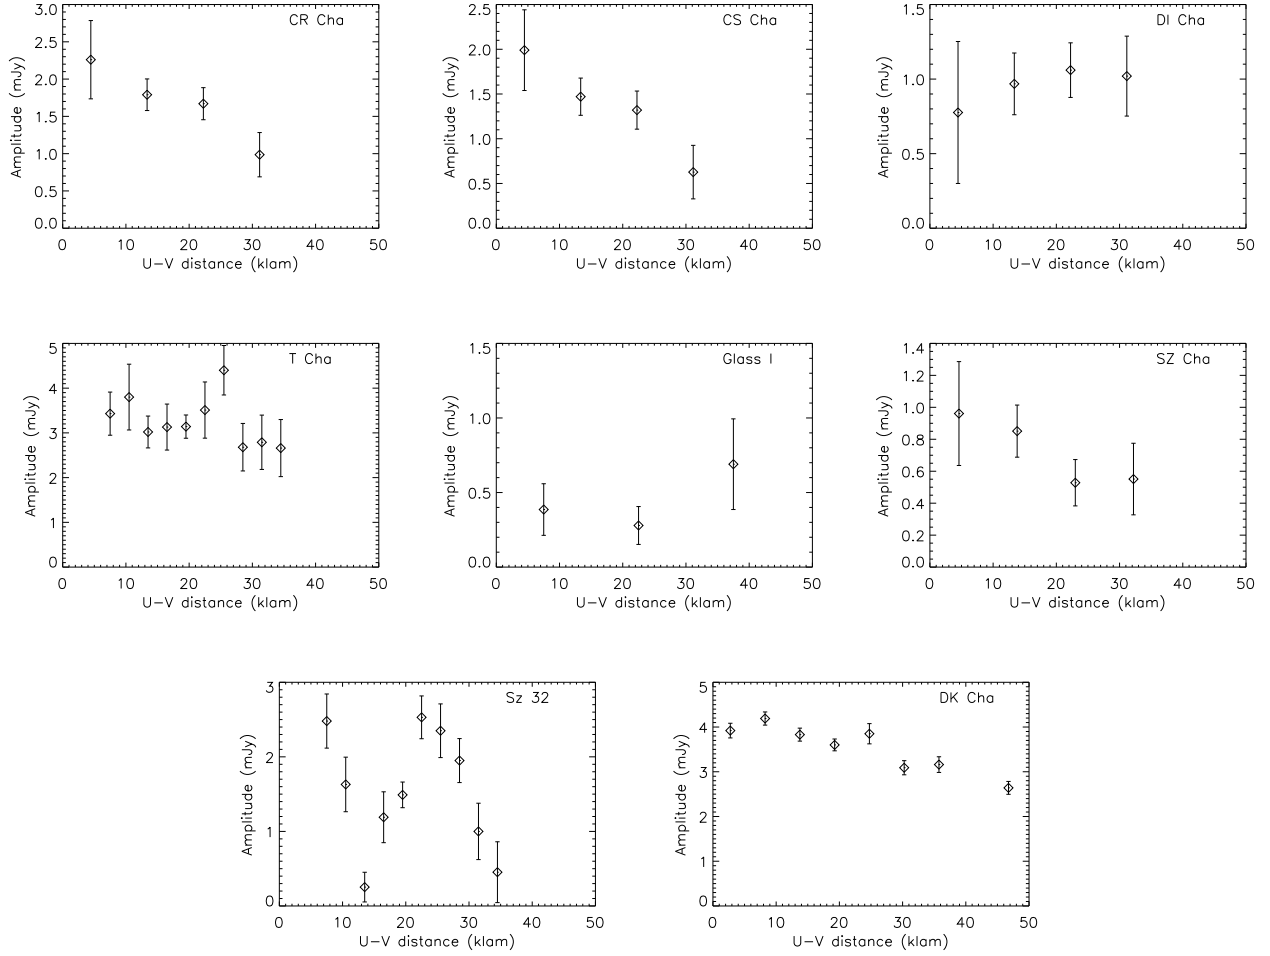 CR Cha
3.0
2.5
2.0
1.5
1.0
0.5
0.0
Amplitude (mJy)
0 10 20 30 40 50
U−V distance (klam)
CS Cha
2.5
2.0
1.5
1.0
0.5
0.0
Amplitude (mJy)
0 10 20 30 40 50
U−V distance (klam)
DI Cha
1.5
1.0
0.5
0.0
Amplitude (mJy)
0 10 20 30 40 50
U−V distance (klam)
T Cha
5
4
3
2
1
0
Amplitude (mJy)
0 10 20 30 40 50
U−V distance (klam)
Glass I
1.5
1.0
0.5
0.0
Amplitude (mJy)
0 10 20 30 40 50
U−V distance (klam)
SZ Cha
1.4
1.2
1.0
0.8
0.6
0.4
0.2
0.0
Amplitude (mJy)
0 10 20 30 40 50
U−V distance (klam)
Sz 32
3
2
1
0
Amplitude (mJy)
0 10 20 30 40 50
U−V distance (klam)
DK Cha
5
4
3
2
1
0
Amplitude (mJy)
0 10 20 30 40 50
U−V distance (klam)